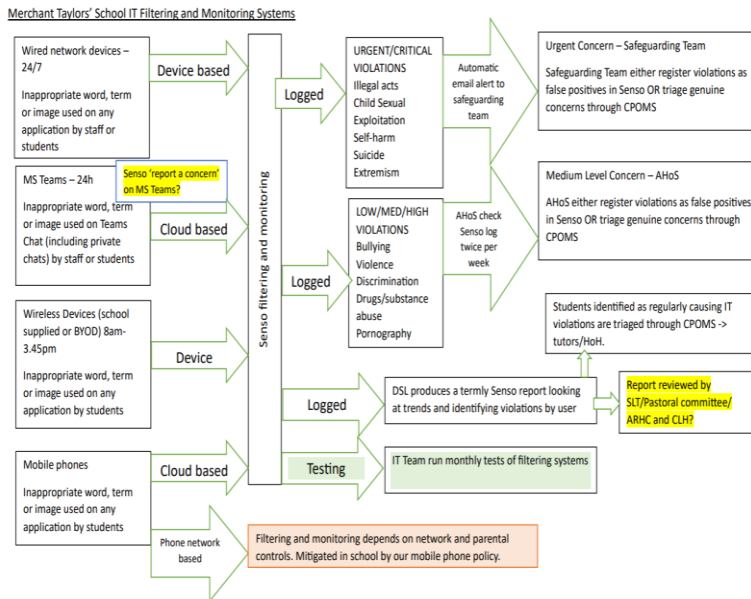 Merchant Taylors' School IT Filtering and Monitoring Systems
Wired network devices –
24/7
Inappropriate word, term
or image used on any
application by staff or
students
Device based
MS Teams – 24h
Inappropriate word, term
or image used on Teams
Chat (including private
chats) by staff or students
Senso 'report a concern'
on MS Teams?
Cloud based
Wireless Devices (school
supplied or BYOD) 8am-
3.45pm
Inappropriate word, term
or image used on any
application by students
Device
Mobile phones
Inappropriate word, term
or image used on any
application by students
Cloud based
Phone network
based
Senso filtering and monitoring
Logged
URGENT/CRITICAL
VIOLATIONS
Illegal acts
Child Sexual
Exploitation
Self-harm
Suicide
Extremism
Automatic
email alert to
safeguarding
team
Urgent Concern – Safeguarding Team
Safeguarding Team either register violations as
false positives in Senso OR triage genuine
concerns through CPOMS
Logged
LOW/MED/HIGH
VIOLATIONS
Bullying
Violence
Discrimination
Drugs/substance
abuse
Pornography
AHoS check
Senso log
twice per
week
Medium Level Concern – AHoS
AHoS either register violations as false positives
in Senso OR triage genuine concerns through
CPOMS
Students identified as regularly causing IT
violations are triaged through CPOMS ->
tutors/HoH.
Logged
DSL produces a termly Senso report looking
at trends and identifying violations by user
Report reviewed by
SLT/Pastoral committee/
ARHC and CLH?
Testing
IT Team run monthly tests of filtering systems
Filtering and monitoring depends on network and parental
controls. Mitigated in school by our mobile phone policy.